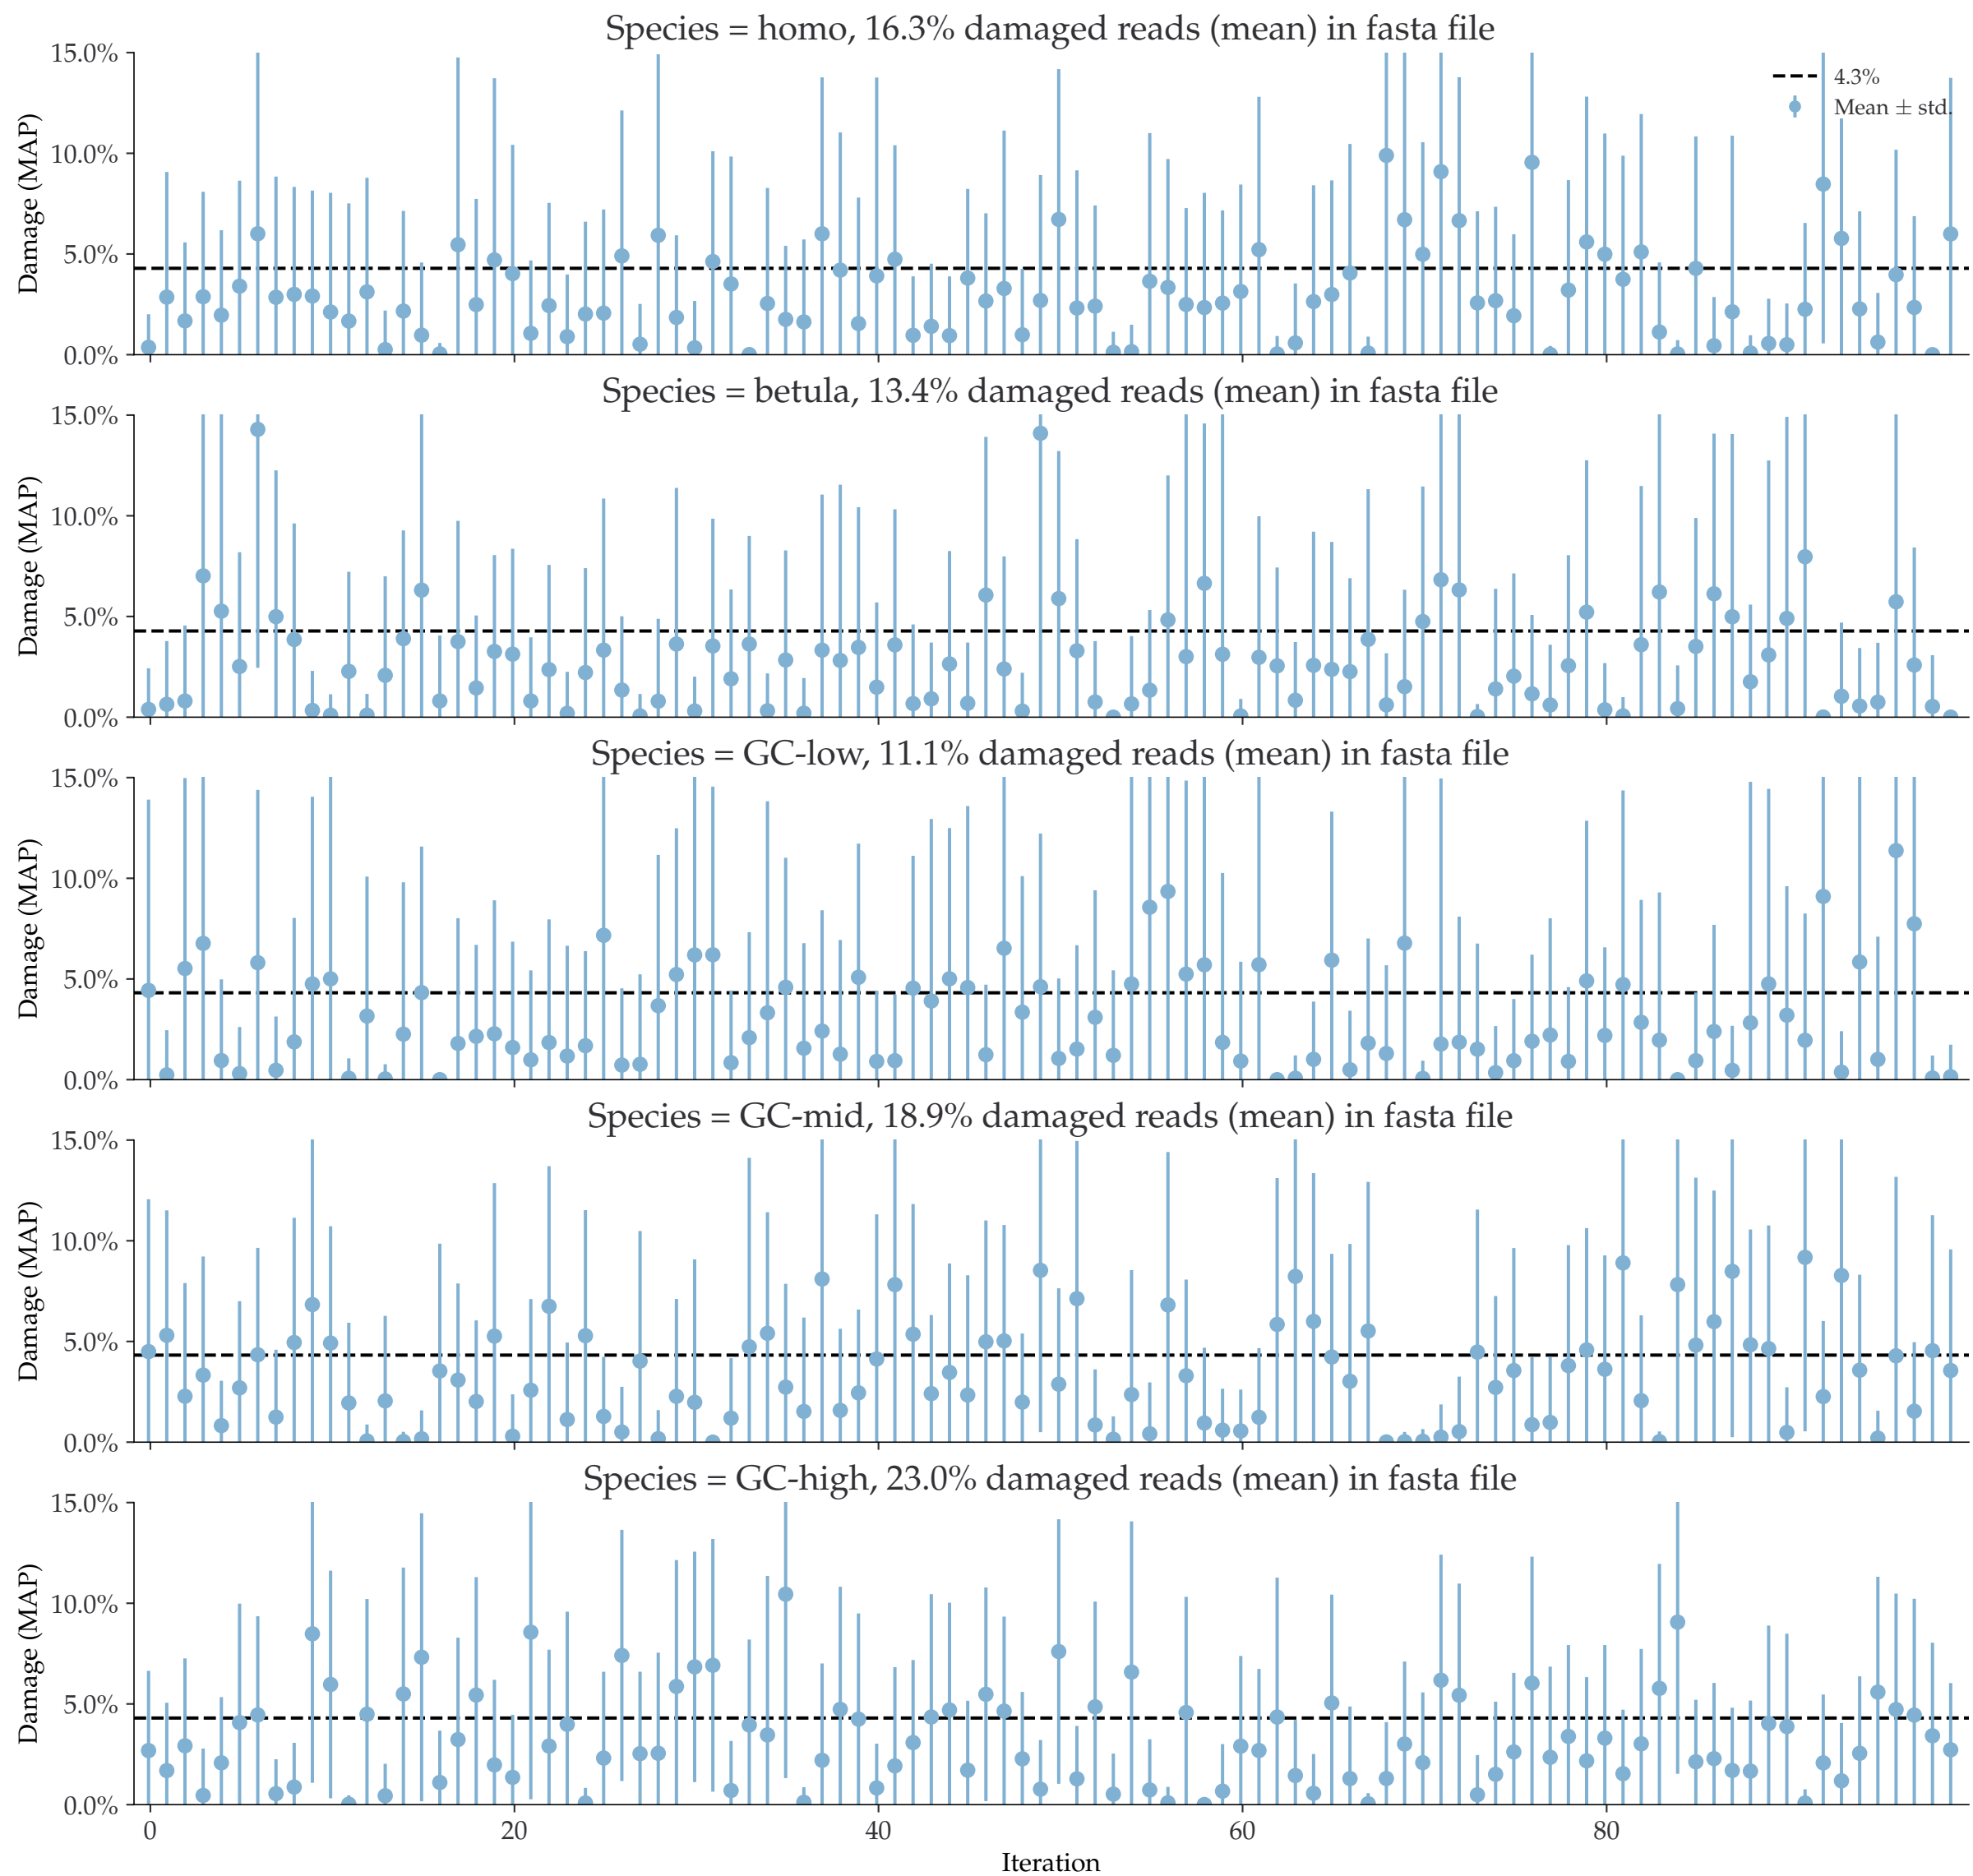 Species = homo, 16.3% damaged reads (mean) in fasta file
15.0%
10.0%
5.0%
0.0%
Damage (MAP)
4.3%
Mean ± std.
Species = betula, 13.4% damaged reads (mean) in fasta file
15.0%
10.0%
5.0%
0.0%
Damage (MAP)
Species = GC-low, 11.1% damaged reads (mean) in fasta file
15.0%
10.0%
5.0%
0.0%
Damage (MAP)
Species = GC-mid, 18.9% damaged reads (mean) in fasta file
15.0%
10.0%
5.0%
0.0%
Damage (MAP)
Species = GC-high, 23.0% damaged reads (mean) in fasta file
15.0%
10.0%
5.0%
0.0%
Damage (MAP)
0 20 40 60 80
Iteration